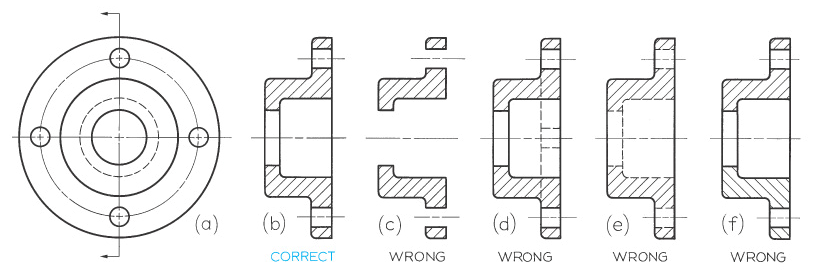 (a) (b) (c) (d) (e) (f)
CORRECT WRONG WRONG WRONG WRONG